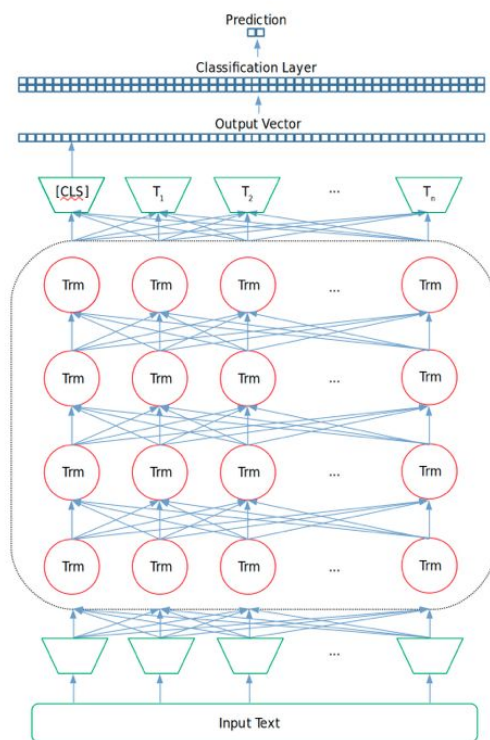 Prediction
Classification Layer
Output Vector
[CLS] T1 T2 ... Tn
Trm Trm Trm ... Trm
Trm Trm Trm ... Trm
Trm Trm Trm ... Trm
Trm Trm Trm ... Trm
...
Input Text